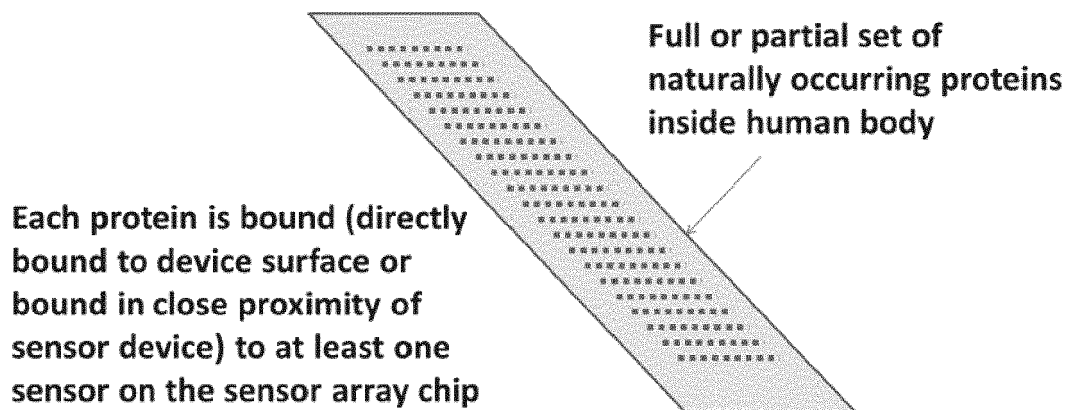 Full or partial set of
naturally occurring proteins
inside human body
Each protein is bound (directly
bound to device surface or
bound in close proximity of
sensor device) to at least one
sensor on the sensor array chip